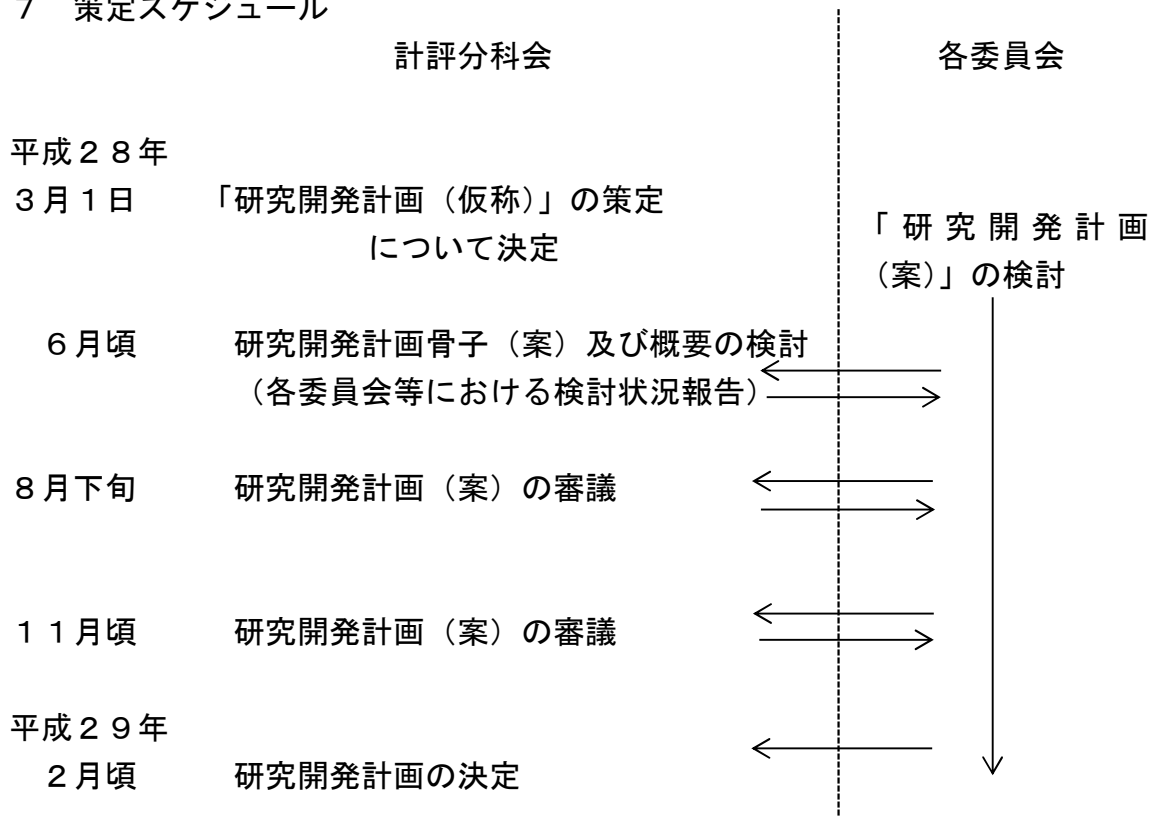 ７　策定スケジュール
計評分科会
各委員会
平成２８年
３月１日　「研究開発計画（仮称）」の策定
について決定
「研究開発計画
（案）」の検討
６月頃　研究開発計画骨子（案）及び概要の検討
（各委員会等における検討状況報告）
８月下旬　研究開発計画（案）の審議
１１月頃　研究開発計画（案）の審議
平成２９年
２月頃　研究開発計画の決定